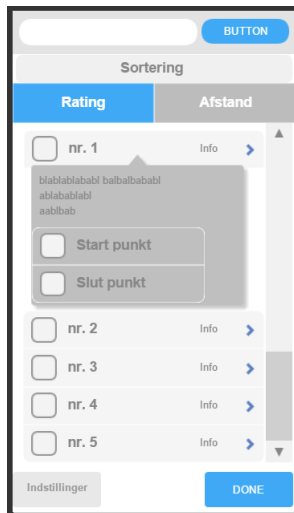 BUTTON
Sortering
Rating Afstand
nr. 1 Info
blablablababl balbalbababl
ablabablabl
aablbab
Start punkt
Slut punkt
nr. 2 Info
nr. 3 Info
nr. 4 Info
nr. 5 Info
Indstillinger DONE